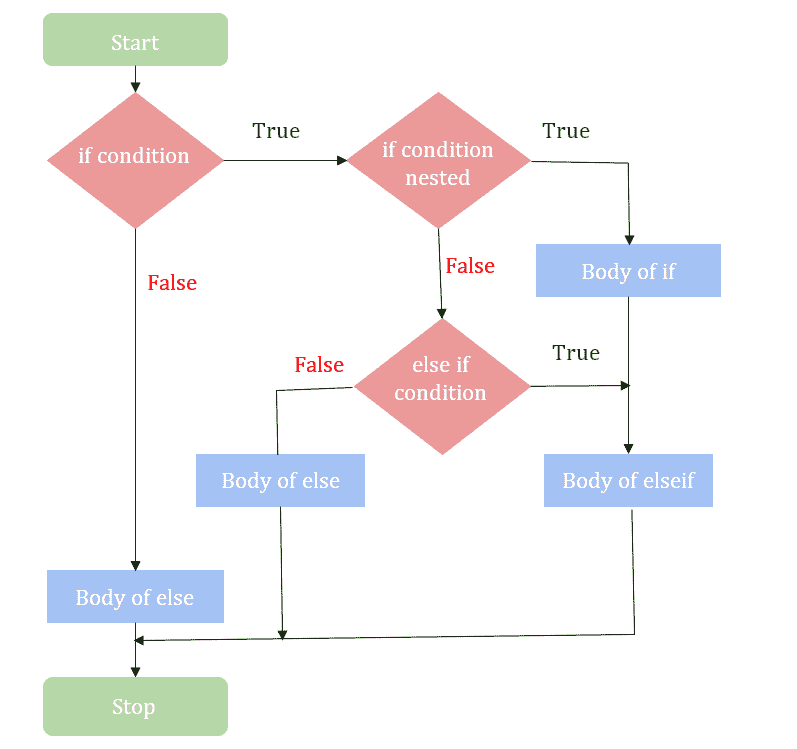 Start
if condition
True
if condition
nested
True
Body of if
False
False
else if
condition
True
False
Body of else
Body of elseif
Body of else
Stop